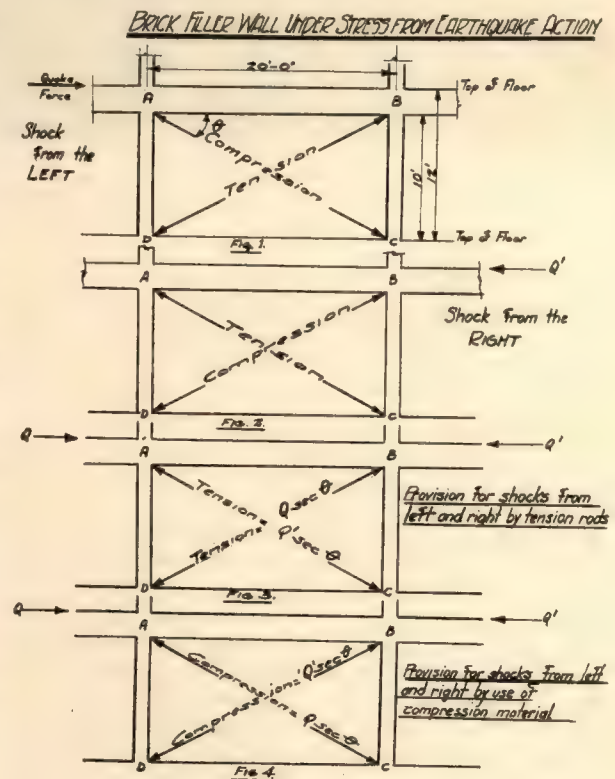 BRICK FILLER WALL UNDER STRESS FROM EARTHQUAKE ACTION
20'-0"
Quake
Force
A
B
Top of Floor
Shock
from the
LEFT
θ
Compression
Tension
10'
12'
D
C
Top of Floor
Fig. 1.
A
B
Q'
Shock from the
RIGHT
Tension
Compression
D
C
Fig. 2.
Q
Q'
A
B
Tension = Q'sec θ
Tension = Q sec θ
Provision for shocks from
left and right by tension rods
D
C
Fig. 3.
Q
Q'
A
B
Compression = Q sec θ
Compression = Q'sec θ
Provision for shocks from left
and right by use of
compression material
D
C
Fig. 4.